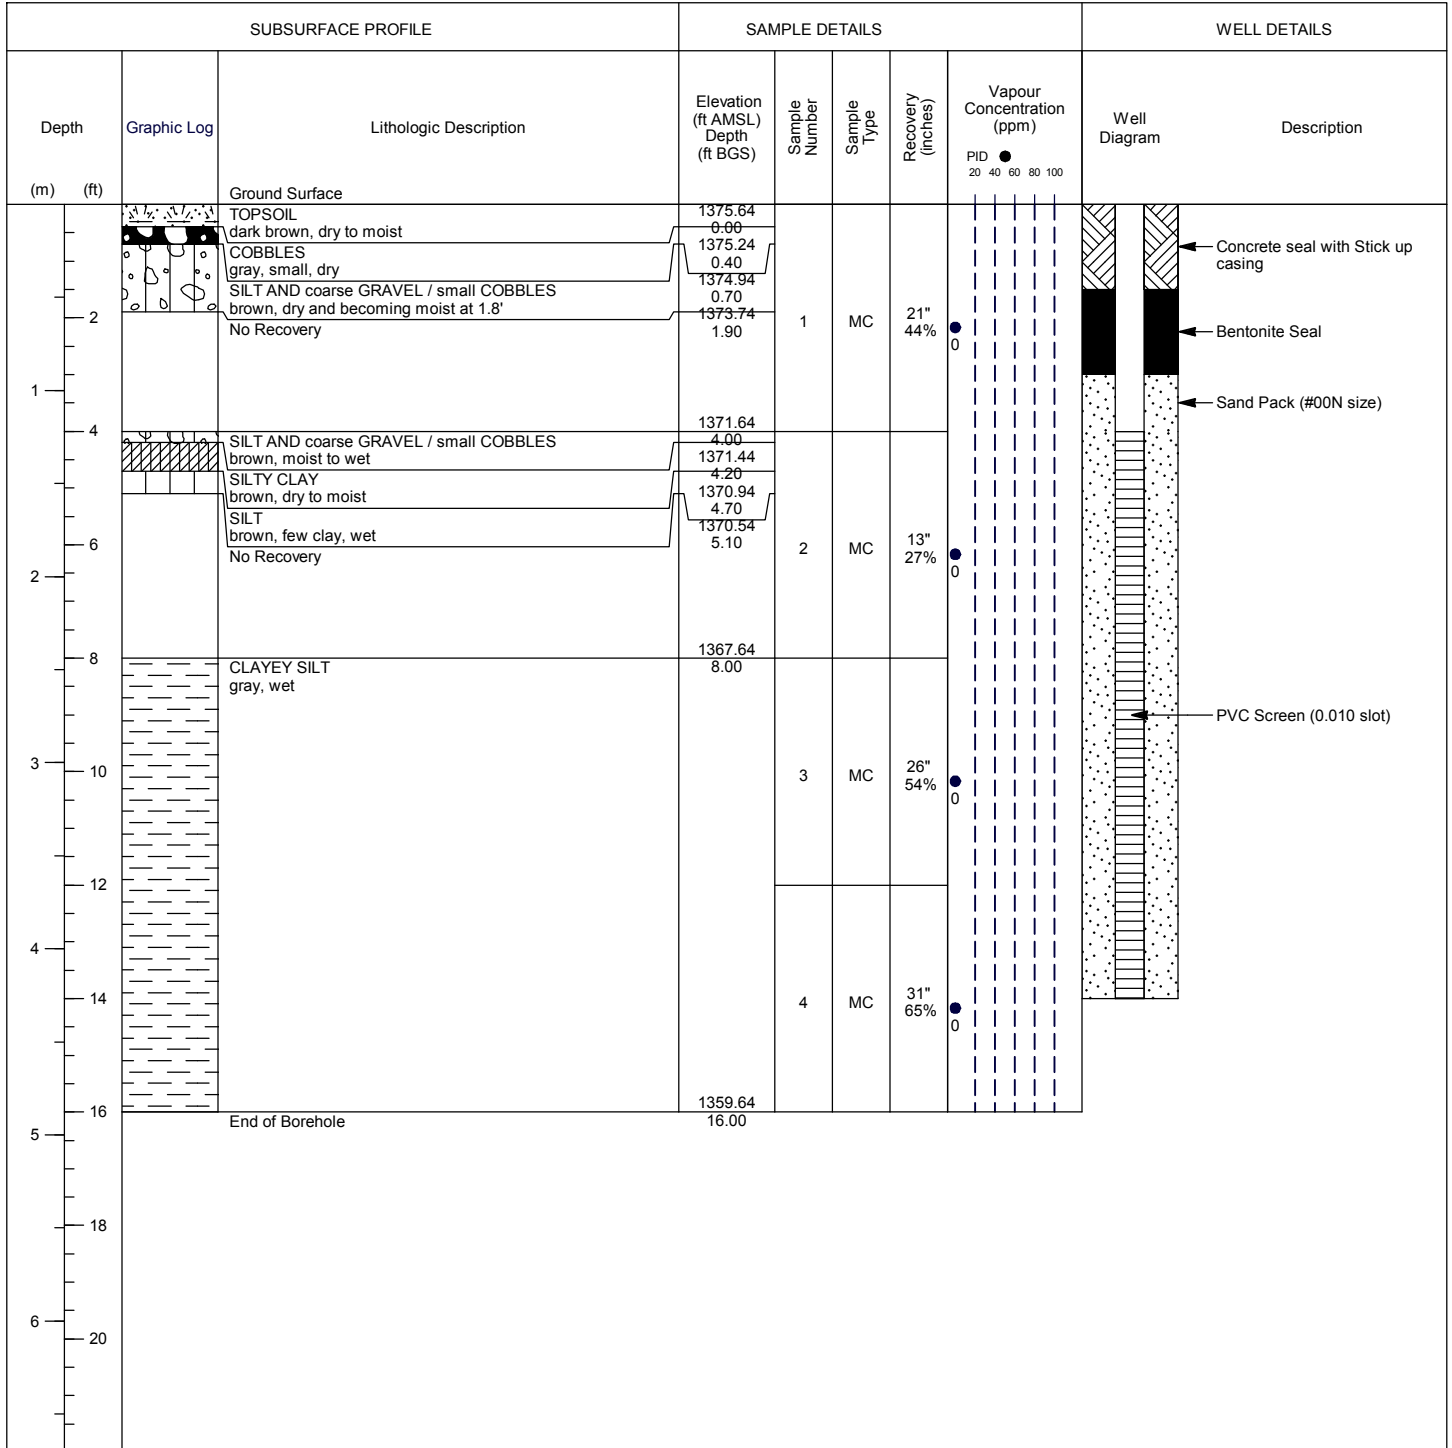 SUBSURFACE PROFILE
SAMPLE DETAILS
WELL DETAILS
Depth
(m)
(ft)
Graphic Log
Lithologic Description
Ground Surface
Elevation
(ft AMSL)
Depth
(ft BGS)
Sample
Number
Sample
Type
Recovery
(inches)
Vapour
Concentration
(ppm)
PID
20 40 60 80 100
Well
Diagram
Description
TOPSOIL
dark brown, dry to moist
COBBLES
gray, small, dry
SILT AND coarse GRAVEL / small COBBLES
brown, dry and becoming moist at 1.8'
No Recovery
SILT AND coarse GRAVEL / small COBBLES
brown, moist to wet
SILTY CLAY
brown, dry to moist
SILT
brown, few clay, wet
No Recovery
CLAYEY SILT
gray, wet
End of Borehole
1375.64
0.00
1375.24
0.40
1374.94
0.70
1373.74
1.90
1371.64
4.00
1371.44
4.20
1370.94
4.70
1370.54
5.10
1367.64
8.00
1359.64
16.00
1
MC
21"
44%
0
2
MC
13"
27%
0
3
MC
26"
54%
0
4
MC
31"
65%
0
Concrete seal with Stick up
casing
Bentonite Seal
Sand Pack (#00N size)
PVC Screen (0.010 slot)
1
2
3
4
5
6
2
4
6
8
10
12
14
16
18
20